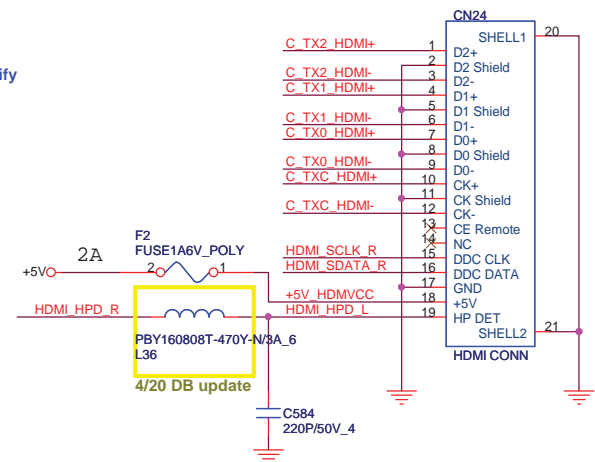 CN24
SHELL1
20
C_TX2_HDMI+
1
D2+
2
D2 Shield
ify
C_TX2_HDMI-
3
D2-
C_TX1_HDMI+
4
D1+
5
D1 Shield
C_TX1_HDMI-
6
D1-
C_TX0_HDMI+
7
D0+
8
D0 Shield
C_TX0_HDMI-
9
D0-
C_TXC_HDMI+
10
CK+
11
CK Shield
C_TXC_HDMI-
12
CK-
13
CE Remote
14
NC
F2
FUSE1A6V_POLY
2A
HDMI_SCLK_R
15
DDC CLK
+5V
2
1
HDMI_SDATA_R
16
DDC DATA
17
GND
+5V_HDMVCC
18
+5V
HDMI_HPD_R
HDMI_HPD_L
19
HP DET
SHELL2
21
PBY160808T-470Y-N/3A_6
L36
HDMI CONN
4/20 DB update
C584
220P/50V_4